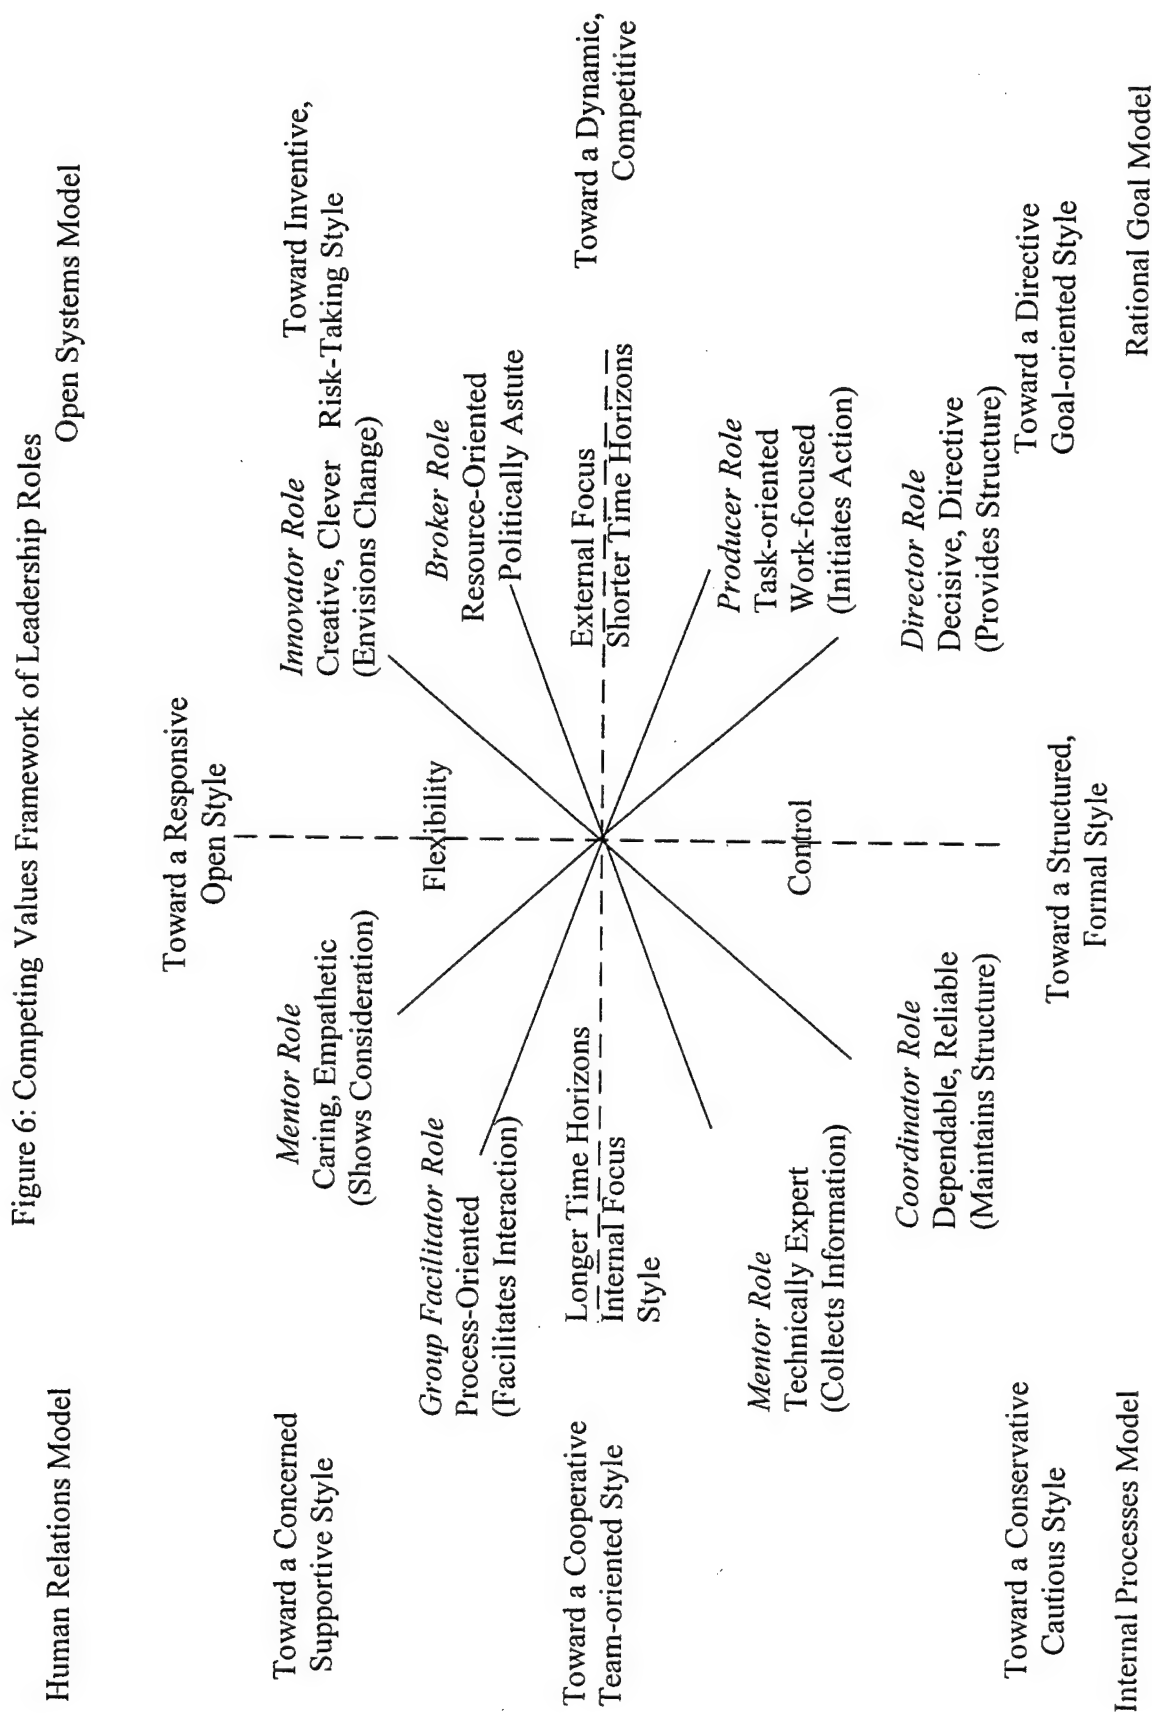 Figure 6: Competing Values Framework of Leadership Roles
Human Relations Model
Open Systems Model
Toward a Responsive
Open Style
Toward a Concerned
Supportive Style
Mentor Role
Caring, Empathetic
(Shows Consideration)
Innovator Role
Creative, Clever
(Envisions Change)
Toward Inventive,
Risk-Taking Style
Flexibility
Group Facilitator Role
Process-Oriented
(Facilitates Interaction)
Broker Role
Resource-Oriented
Politically Astute
Toward a Cooperative
Team-oriented Style
Longer Time Horizons
Internal Focus
Style
External Focus
Shorter Time Horizons
Toward a Dynamic,
Competitive
Mentor Role
Technically Expert
(Collects Information)
Control
Producer Role
Task-oriented
Work-focused
(Initiates Action)
Coordinator Role
Dependable, Reliable
(Maintains Structure)
Director Role
Decisive, Directive
(Provides Structure)
Toward a Conservative
Cautious Style
Toward a Structured,
Formal Style
Toward a Directive
Goal-oriented Style
Internal Processes Model
Rational Goal Model